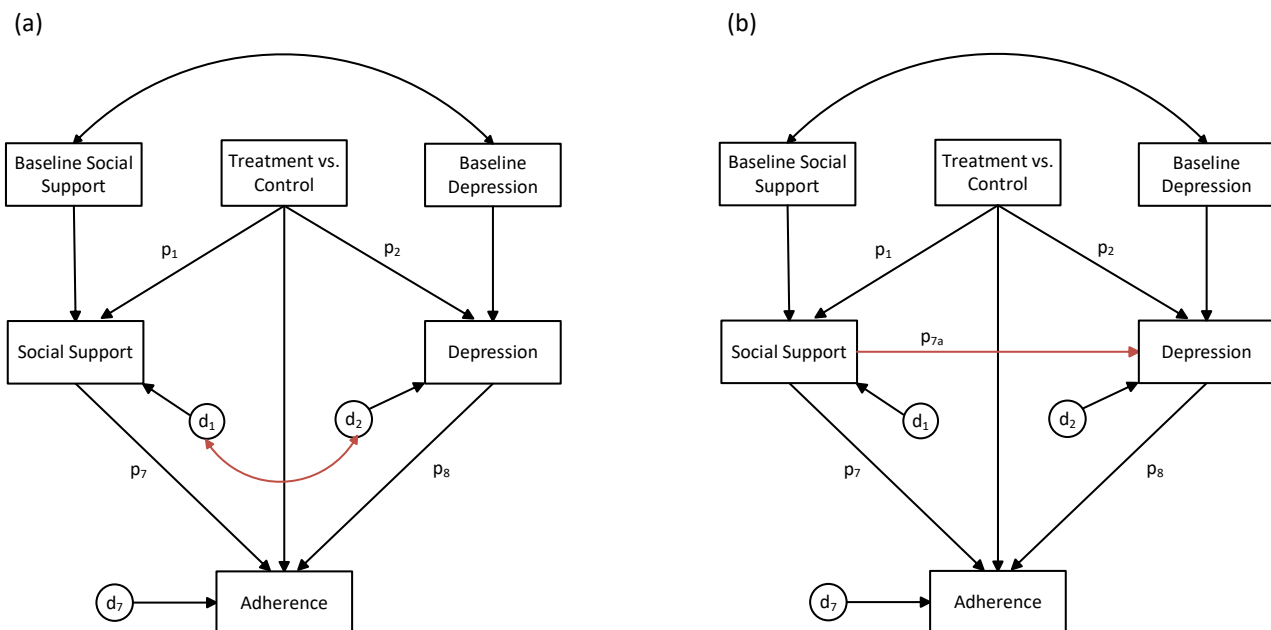 (a)
Baseline Social
Support
Treatment vs.
Control
Baseline
Depression
p₁
p₂
Social Support
Depression
d₁
d₂
p₇
p₈
d₇
Adherence
(b)
Baseline Social
Support
Treatment vs.
Control
Baseline
Depression
p₁
p₂
Social Support
p₇ₐ
Depression
d₁
d₂
p₇
p₈
d₇
Adherence